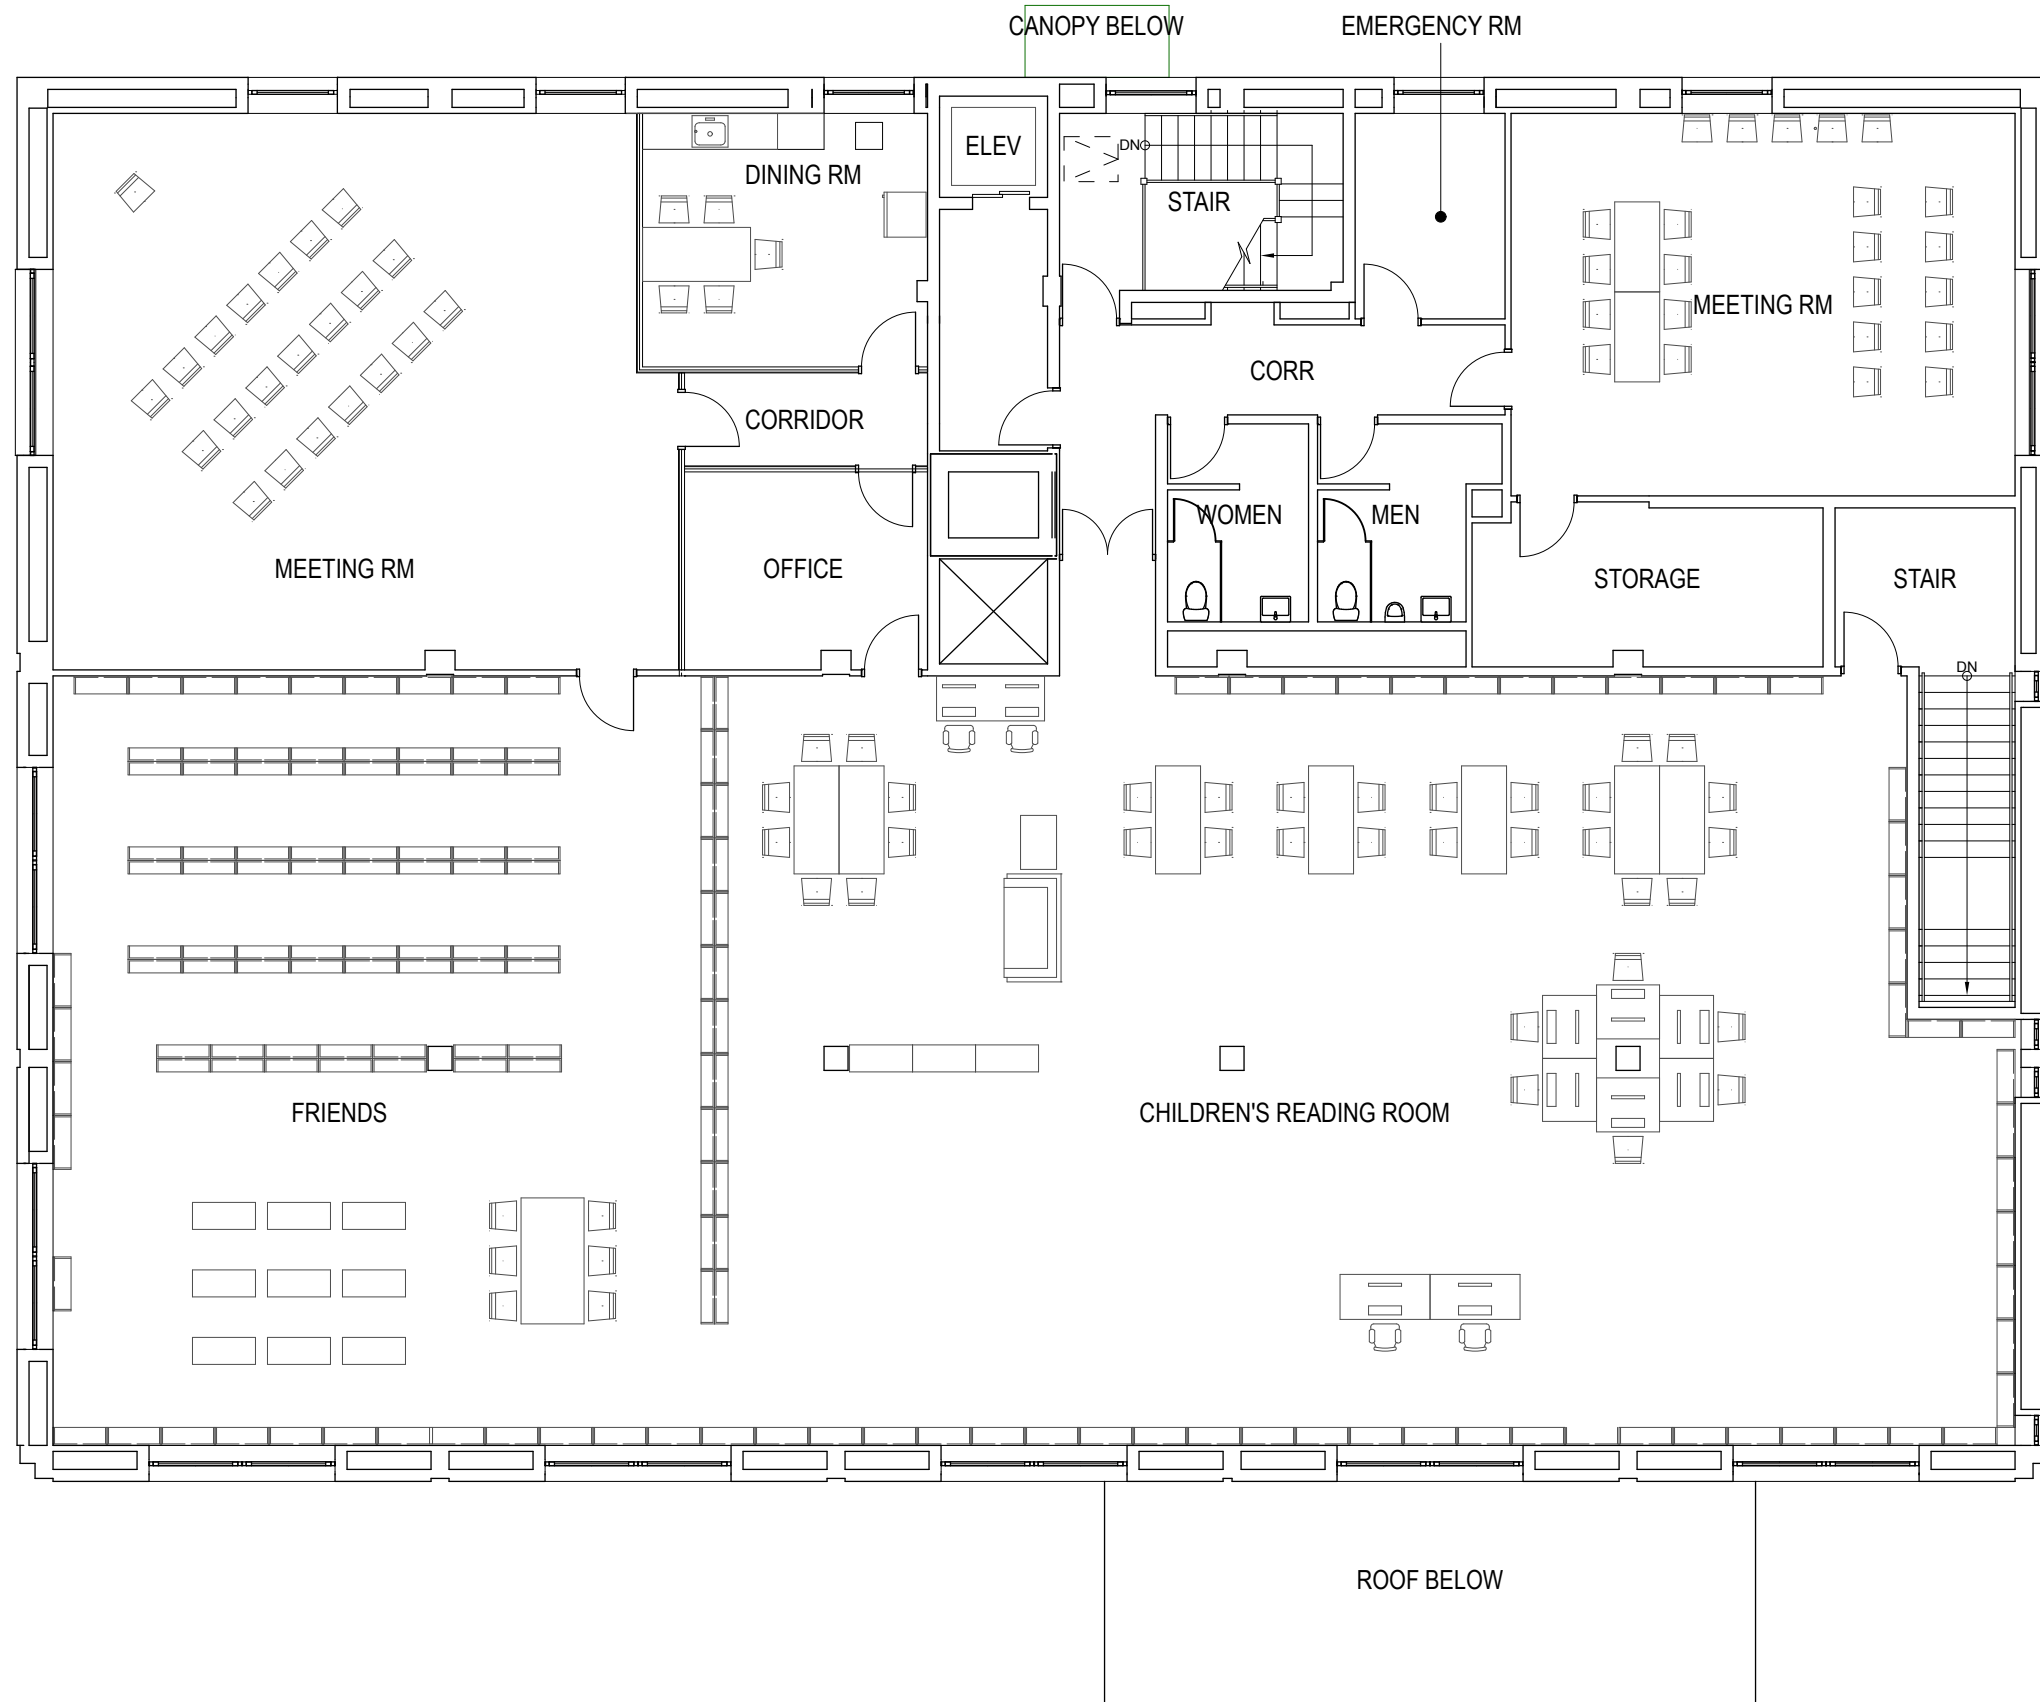 CANOPY BELOW
EMERGENCY RM
ELEV
DN
DINING RM
STAIR
MEETING RM
CORR
CORRIDOR
WOMEN
MEN
MEETING RM
OFFICE
STORAGE
STAIR
DN
FRIENDS
CHILDREN'S READING ROOM
ROOF BELOW